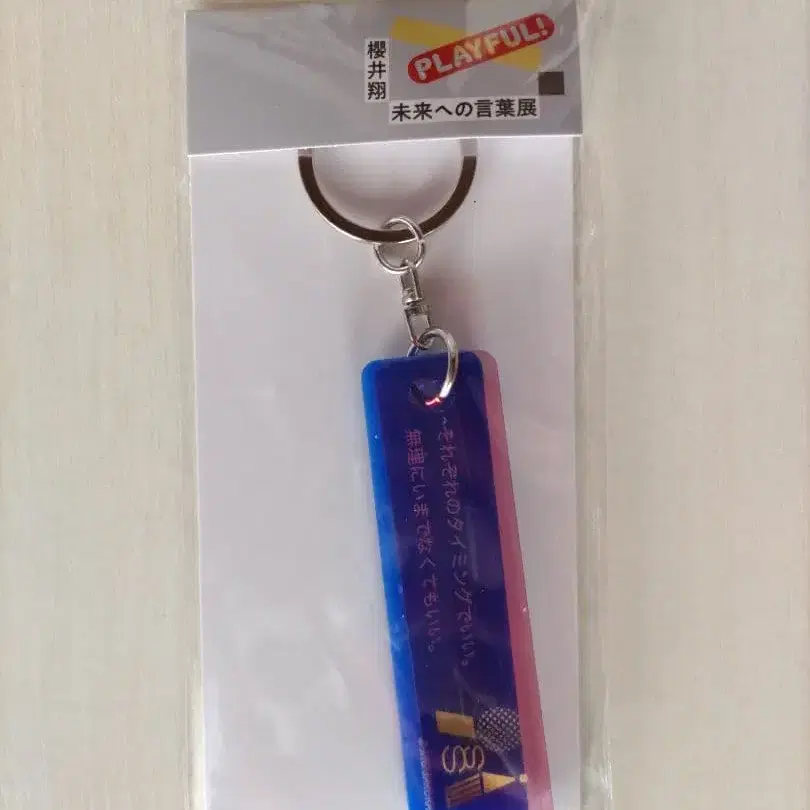 櫻井翔
PLAYFUL!
未来への言葉展
それぞれのタイミングでいい。
無理にいまでなくてもいい。